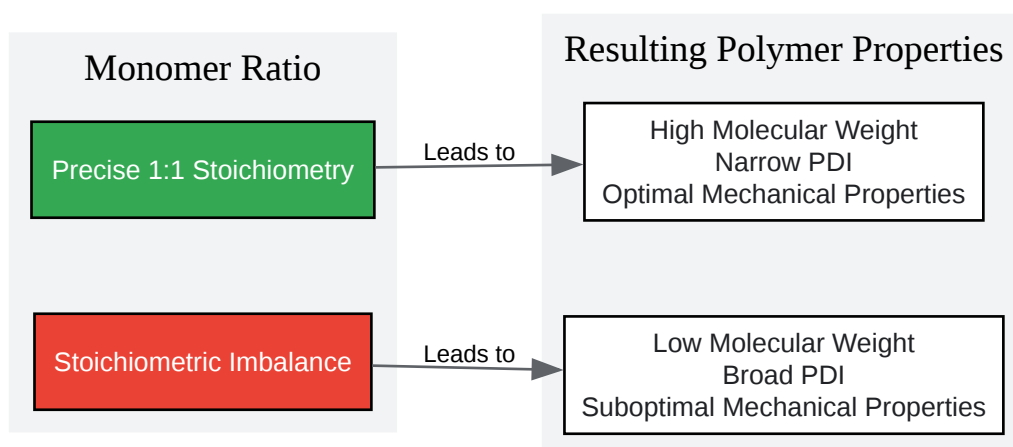 Monomer Ratio
Resulting Polymer Properties
Precise 1:1 Stoichiometry
Leads to
High Molecular Weight
Narrow PDI
Optimal Mechanical Properties
Stoichiometric Imbalance
Leads to
Low Molecular Weight
Broad PDI
Suboptimal Mechanical Properties